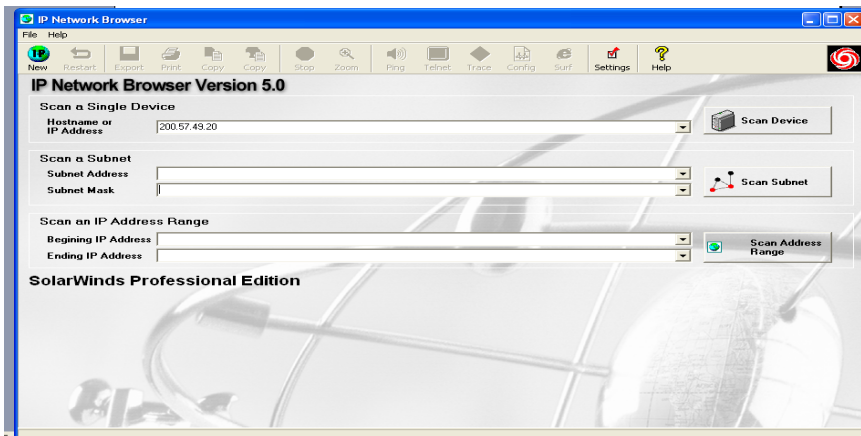 IP Network Browser
File Help
IP
New Restart Export Print Copy Copy Stop Zoom Ping Telnet Trace Config Surf Settings Help
IP Network Browser Version 5.0
Scan a Single Device
Hostname or
IP Address
200.57.49.20
Scan Device
Scan a Subnet
Subnet Address
Subnet Mask
Scan Subnet
Scan an IP Address Range
Begining IP Address
Ending IP Address
Scan Address
Range
SolarWinds Professional Edition